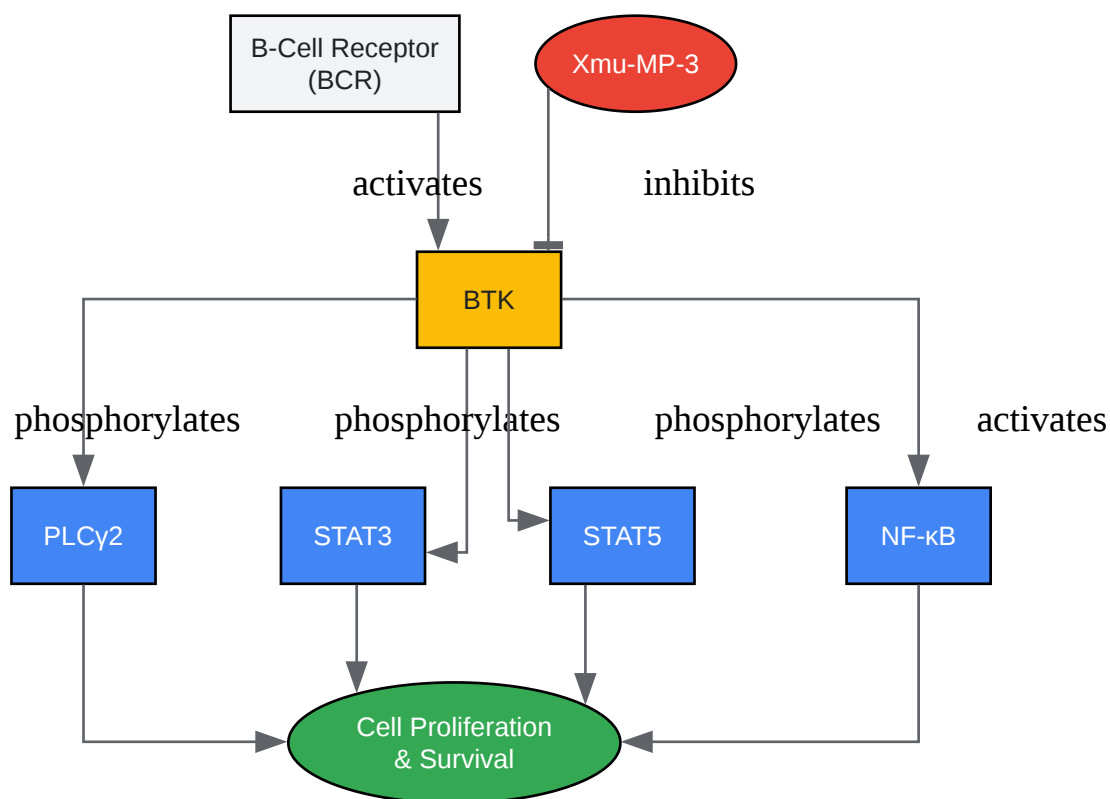 B-Cell Receptor
(BCR)
Xmu-MP-3
activates
inhibits
BTK
phosphorylates
phosphorylates
phosphorylates
activates
PLCγ2
STAT3
STAT5
NF-κB
Cell Proliferation
& Survival